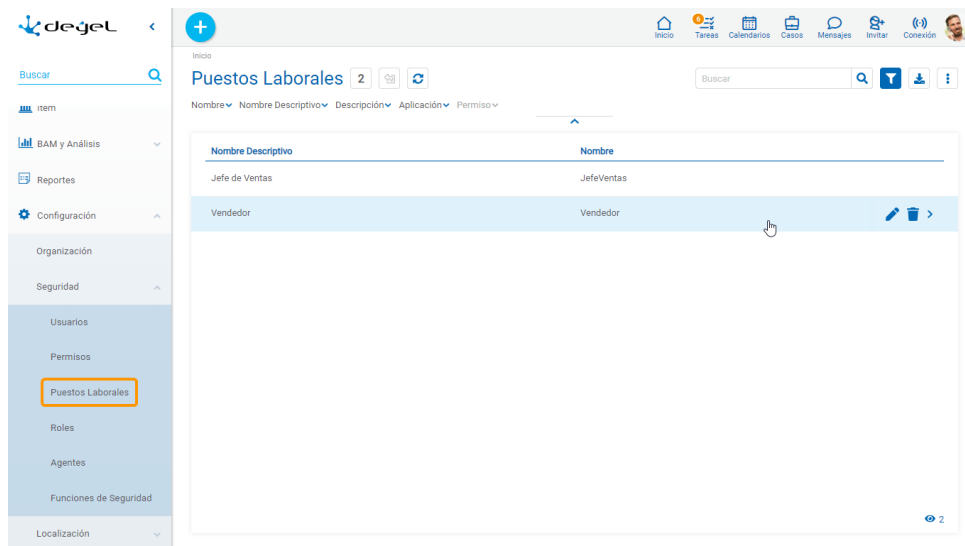 deyel
Buscar
Item
BAM y Análisis
Reportes
Configuración
Organización
Seguridad
Usuarios
Permisos
Puestos Laborales
Roles
Agentes
Funciones de Seguridad
Localización
6
Inicio Tareas Calendarios Casos Mensajes Invitar Conexión
Inicio
Puestos Laborales 2
Buscar
Nombre Nombre Descriptivo Descripción Aplicación Permiso
Nombre Descriptivo Nombre
Jefe de Ventas JefeVentas
Vendedor Vendedor
2